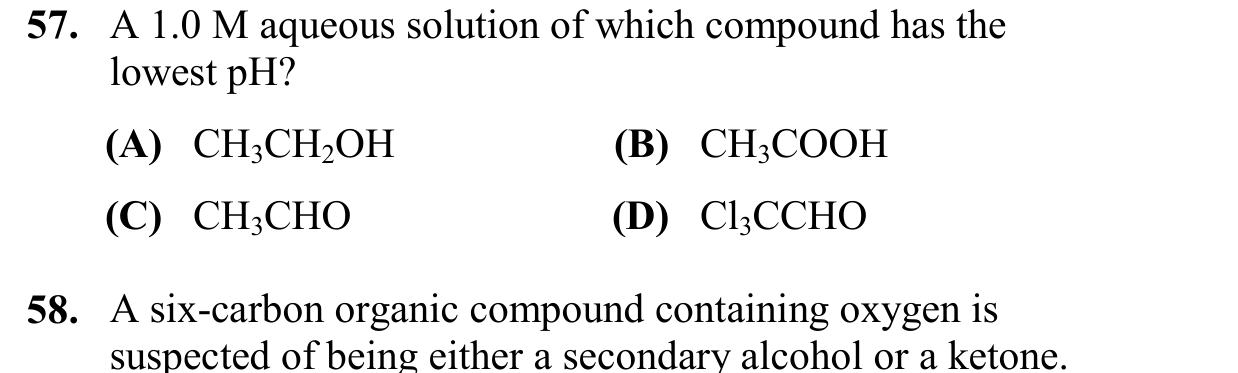 57. A 1.0 M aqueous solution of which compound has the
lowest pH?
(A) CH₃CH₂OH (B) CH₃COOH
(C) CH₃CHO (D) Cl₃CCHO
58. A six-carbon organic compound containing oxygen is
suspected of being either a secondary alcohol or a ketone.